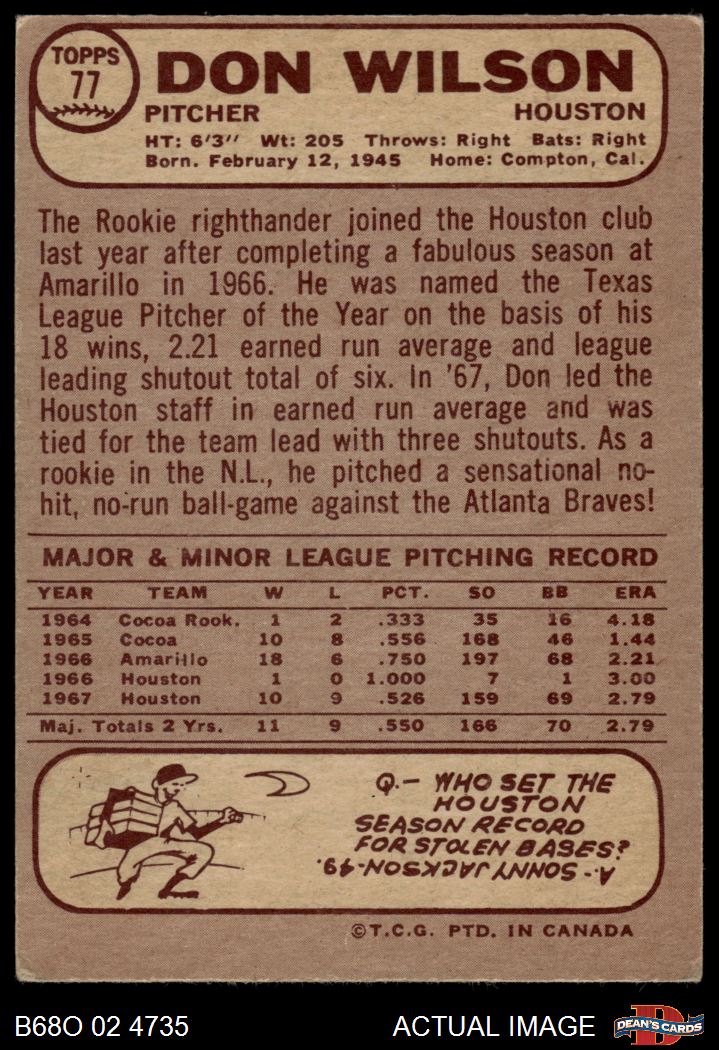 TOPPS
77
DON WILSON
PITCHER HOUSTON
HT: 6'3" Wt: 205 Throws: Right Bats: Right
Born. February 12, 1945 Home: Compton, Cal.
The Rookie righthander joined the Houston club
last year after completing a fabulous season at
Amarillo in 1966. He was named the Texas
League Pitcher of the Year on the basis of his
18 wins, 2.21 earned run average and league
leading shutout total of six. In '67, Don led the
Houston staff in earned run average and was
tied for the team lead with three shutouts. As a
rookie in the N.L., he pitched a sensational no-
hit, no-run ball-game against the Atlanta Braves!
MAJOR & MINOR LEAGUE PITCHING RECORD
YEAR TEAM W L PCT. SO BB ERA
1964 Cocoa Rook. 1 2 .333 35 16 4.18
1965 Cocoa 10 8 .556 168 46 1.44
1966 Amarillo 18 6 .750 197 68 2.21
1966 Houston 1 0 1.000 7 1 3.00
1967 Houston 10 9 .526 159 69 2.79
Maj. Totals 2 Yrs. 11 9 .550 166 70 2.79
Q.- WHO SET THE
HOUSTON
SEASON RECORD
FOR STOLEN BASES?
A.- SONNY JACKSON-49.
©T.C.G. PTD. IN CANADA
B68O 02 4735 ACTUAL IMAGE
D
DEAN'S CARDS